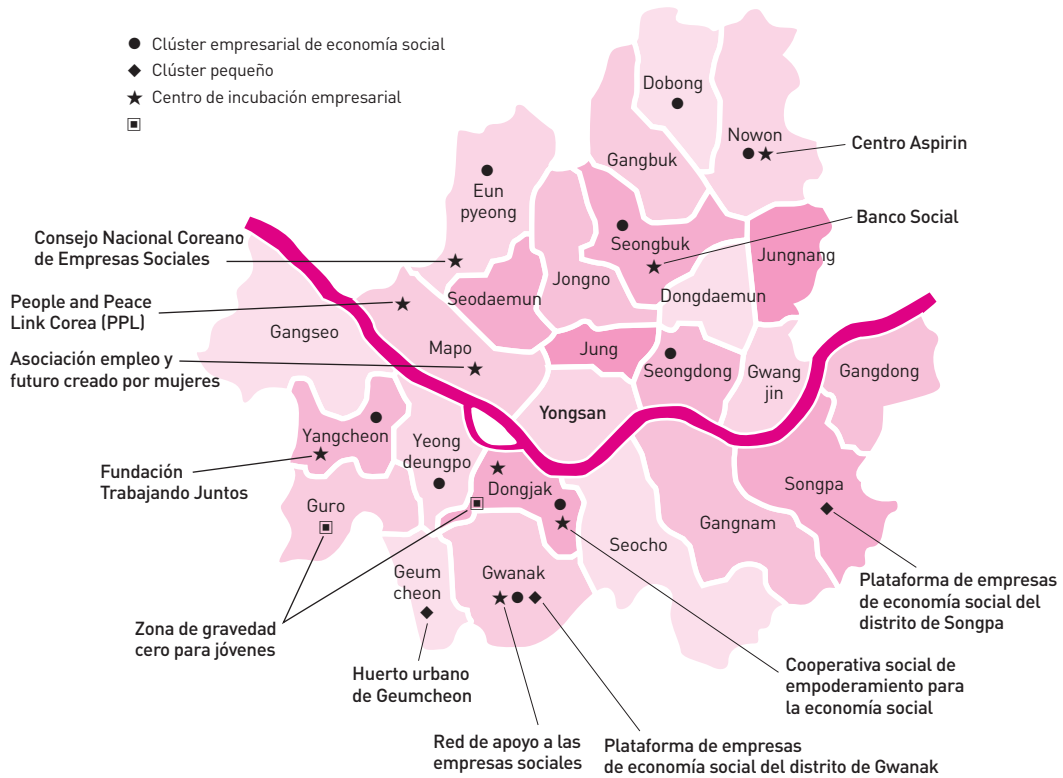 Clúster empresarial de economía social
Clúster pequeño
Centro de incubación empresarial
Dobong
Nowon
Centro Aspirin
Gangbuk
Eun
pyeong
Seongbuk
Banco Social
Jungnang
Consejo Nacional Coreano
de Empresas Sociales
Jongno
Dongdaemun
Seodaemun
People and Peace
Link Corea (PPL)
Gangseo
Mapo
Jung
Asociación empleo y
futuro creado por mujeres
Seongdong
Gwang
jin
Gangdong
Yongsan
Yangcheon
Yeong
deungpo
Fundación
Trabajando Juntos
Dongjak
Songpa
Guro
Gangnam
Seocho
Geum
cheon
Gwanak
Plataforma de empresas
de economía social del
distrito de Songpa
Zona de gravedad
cero para jóvenes
Huerto urbano
de Geumcheon
Cooperativa social de
empoderamiento para
la economía social
Red de apoyo a las
empresas sociales
Plataforma de empresas
de economía social del distrito de Gwanak